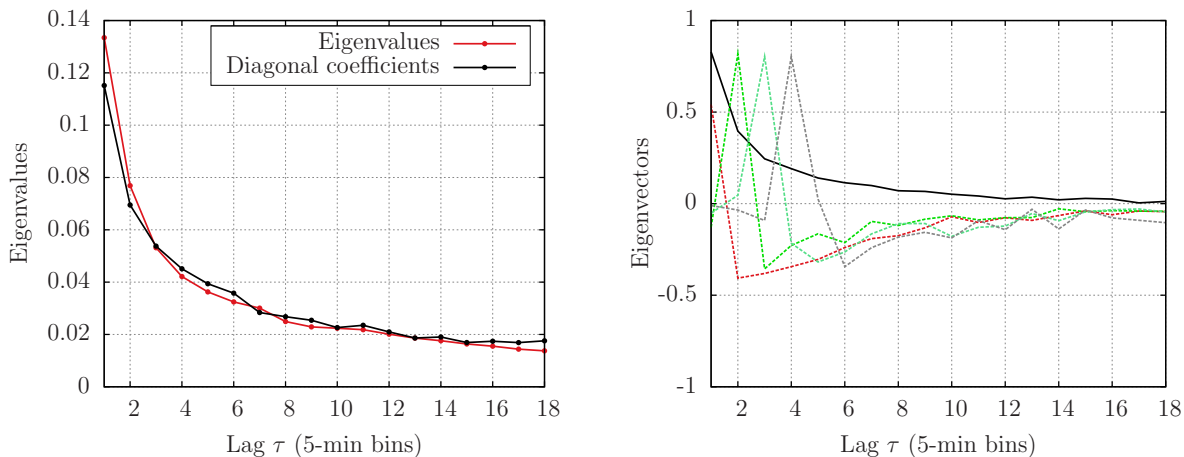 0.14
0.12
0.1
0.08
0.06
0.04
0.02
0
Eigenvalues
Eigenvalues
Diagonal coefficients
2 4 6 8 10 12 14 16 18
Lag τ (5-min bins)
1
0.5
0
-0.5
-1
Eigenvectors
2 4 6 8 10 12 14 16 18
Lag τ (5-min bins)